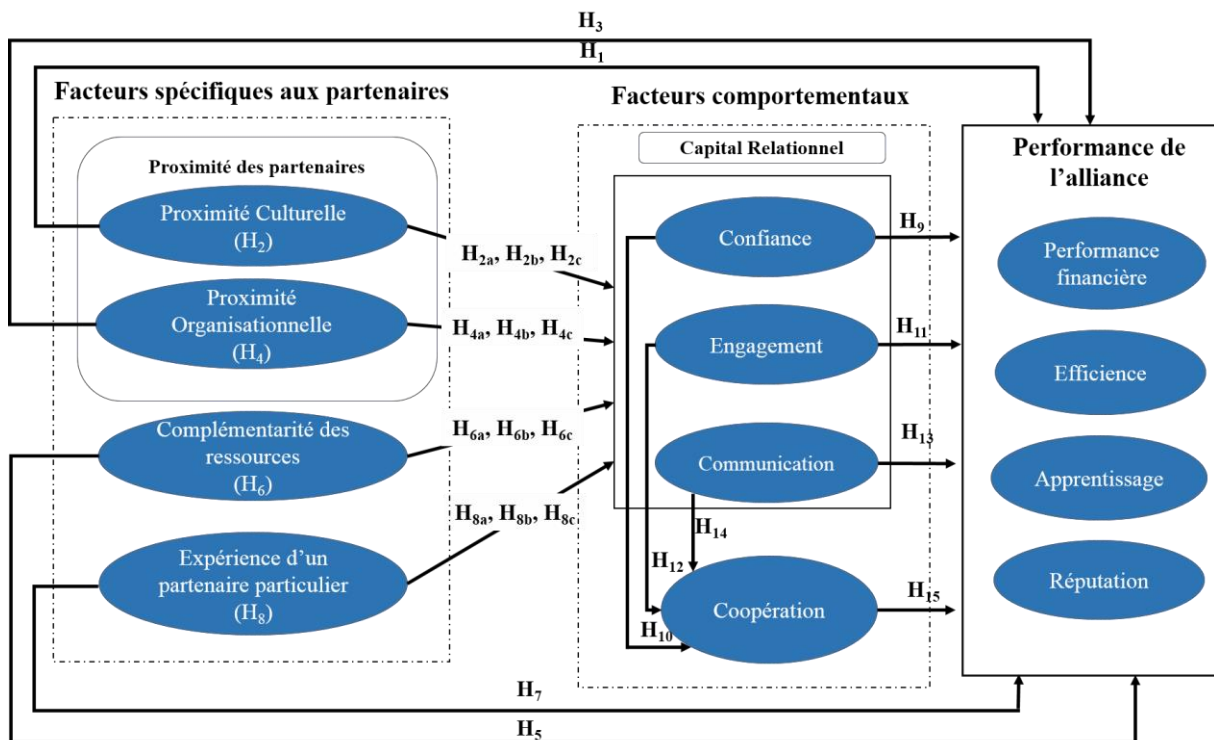 H3
H1
Facteurs spécifiques aux partenaires
Facteurs comportementaux
Proximité des partenaires
Proximité Culturelle
(H2)
Proximité
Organisationnelle
(H4)
Complémentarité des
ressources
(H6)
Expérience d’un
partenaire particulier
(H8)
H2a, H2b, H2c
H4a, H4b, H4c
H6a, H6b, H6c
H8a, H8b, H8c
Capital Relationnel
Confiance
Engagement
Communication
H14
H12
H10
Coopération
H9
H11
H13
H15
Performance de
l’alliance
Performance
financière
Efficience
Apprentissage
Réputation
H7
H5